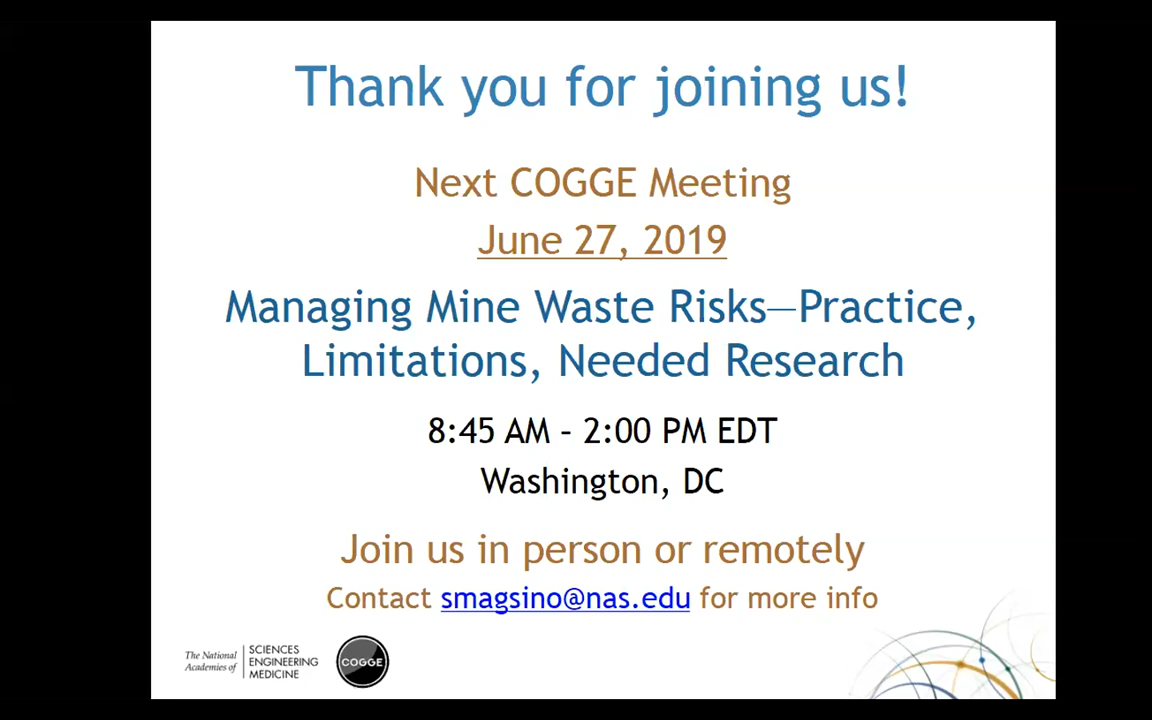 Thank you for joining us!
Next COGGE Meeting
June 27, 2019
Managing Mine Waste Risks—Practice,
Limitations, Needed Research
8:45 AM – 2:00 PM EDT
Washington, DC
Join us in person or remotely
Contact smagsino@nas.edu for more info
The National
Academies of
SCIENCES
ENGINEERING
MEDICINE
COGGE